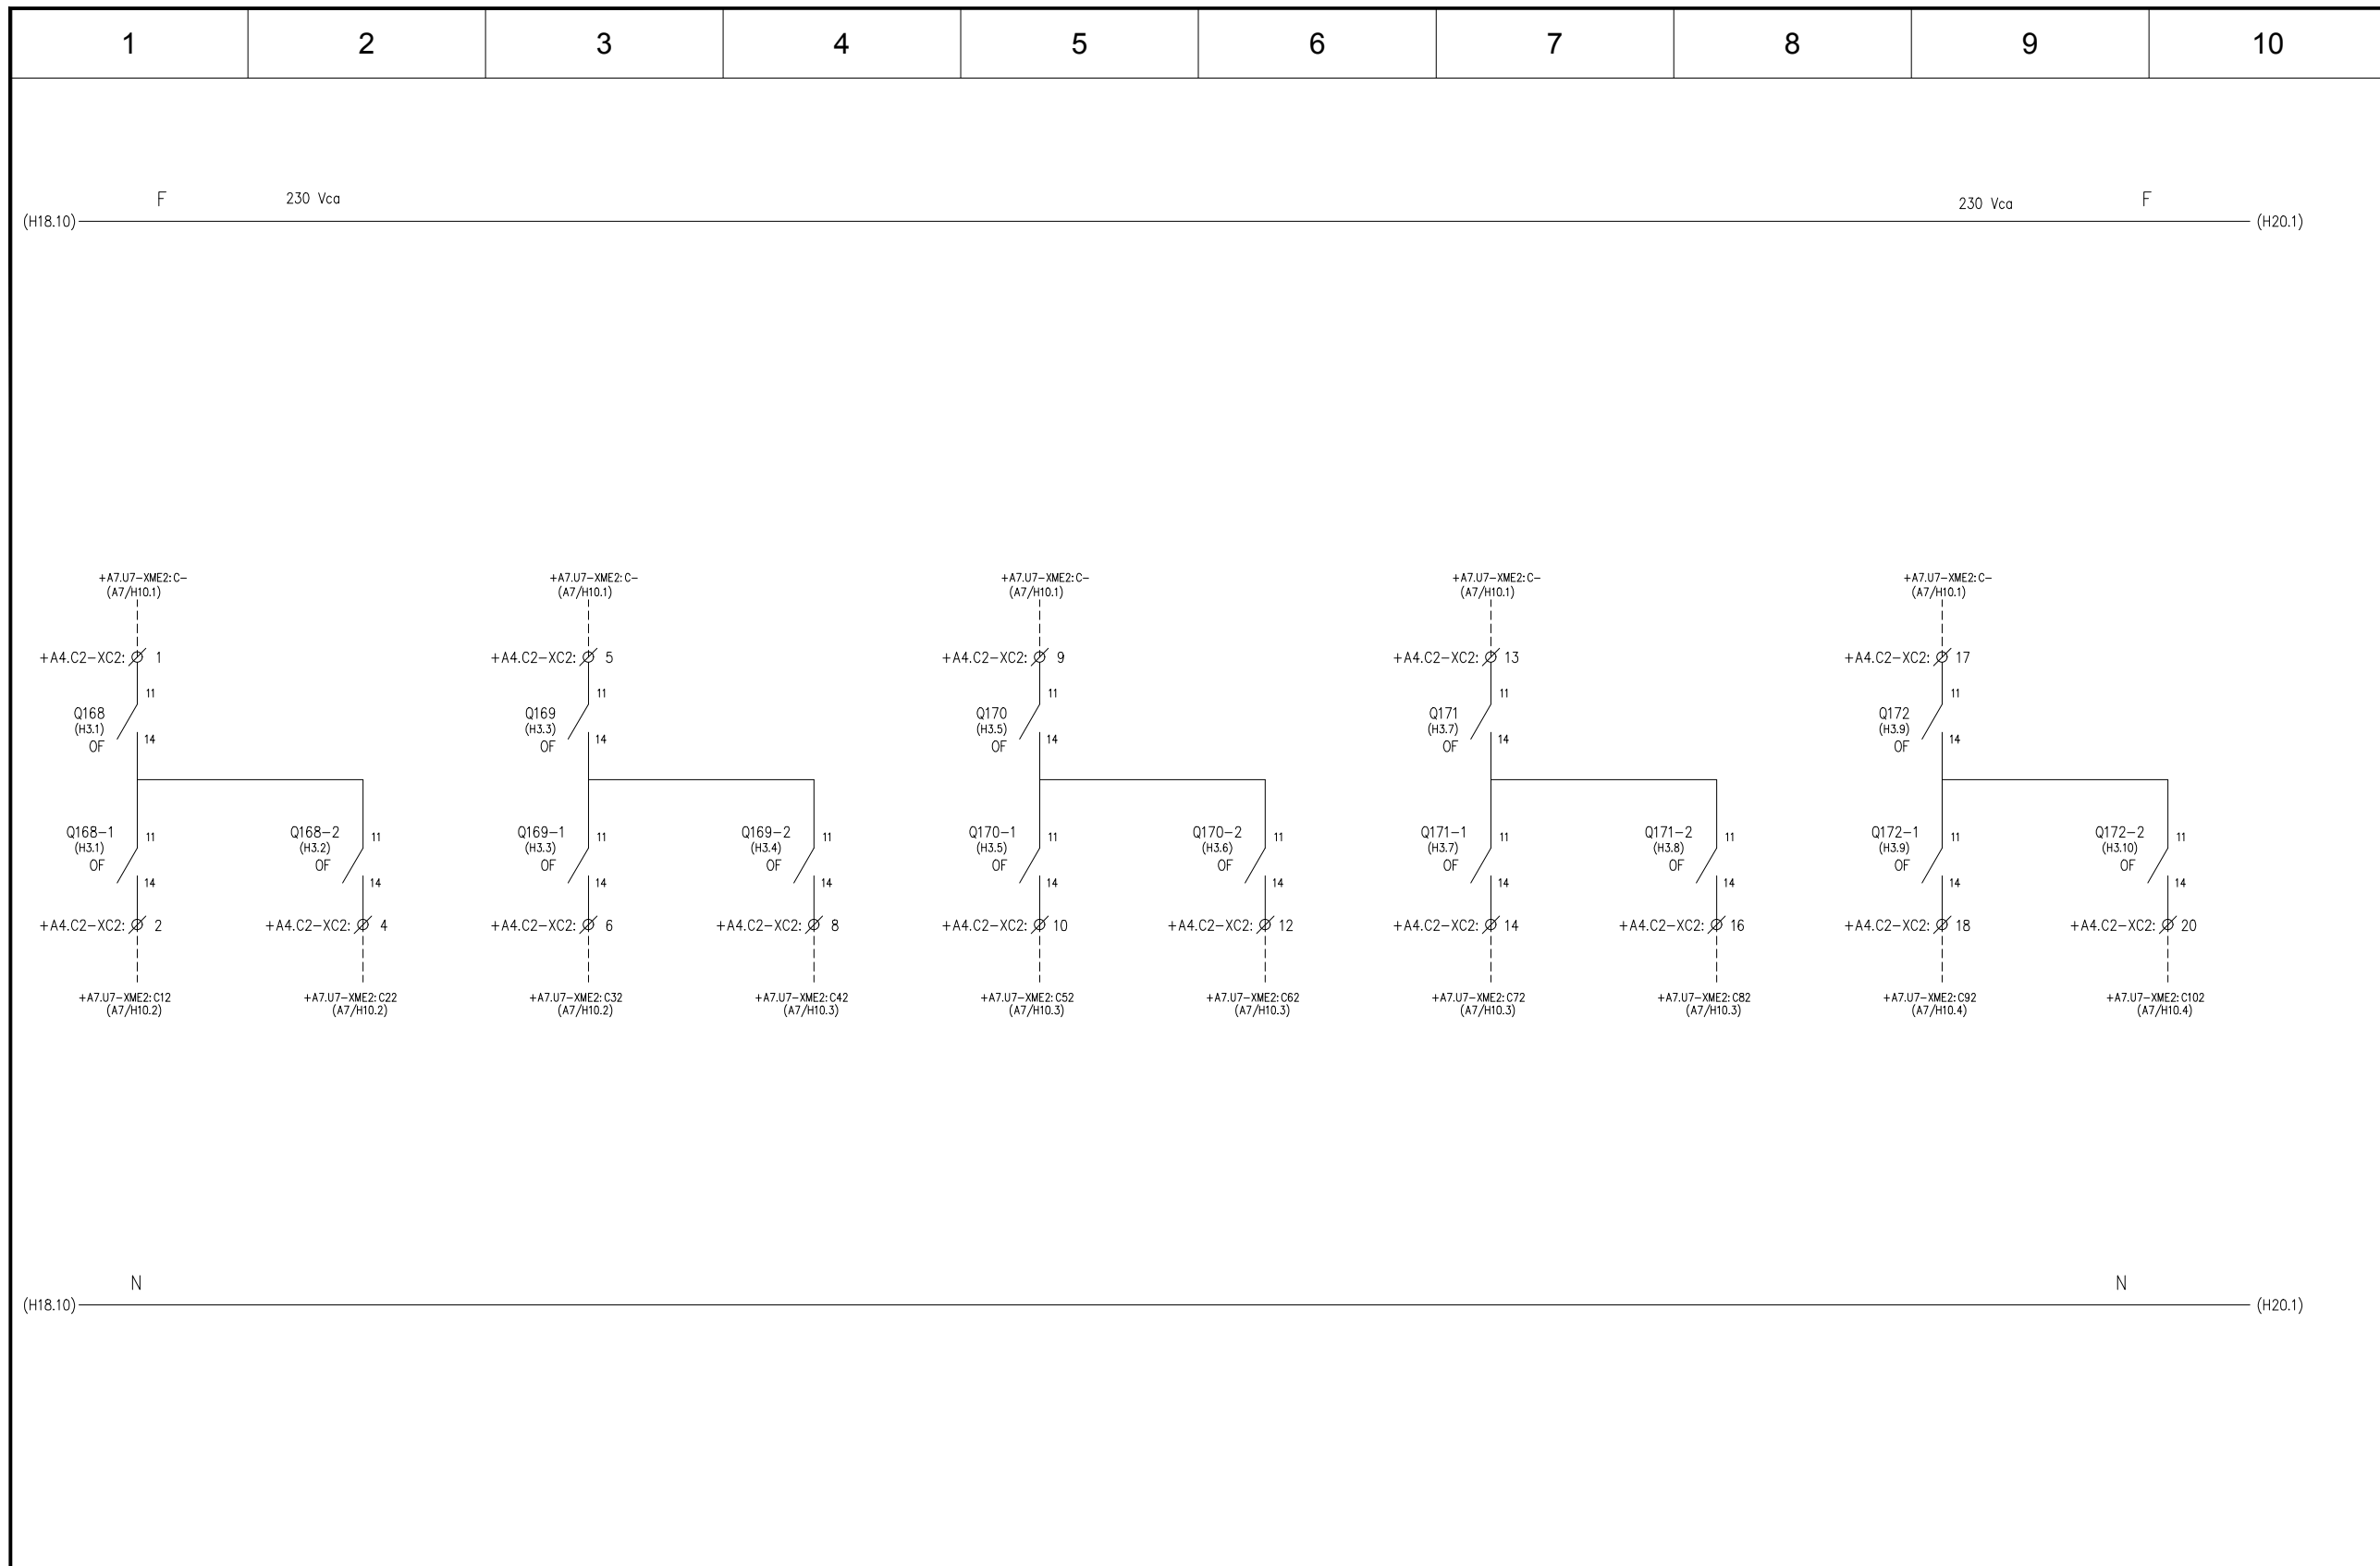 1 2 3 4 5 6 7 8 9 10
F 230 Vca 230 Vca F
(H18.10) (H20.1)
+A7.U7-XME2:C- +A7.U7-XME2:C- +A7.U7-XME2:C- +A7.U7-XME2:C- +A7.U7-XME2:C-
(A7/H10.1) (A7/H10.1) (A7/H10.1) (A7/H10.1) (A7/H10.1)
+A4.C2-XC2: 1 +A4.C2-XC2: 5 +A4.C2-XC2: 9 +A4.C2-XC2: 13 +A4.C2-XC2: 17
11 11 11 11 11
Q168 Q169 Q170 Q171 Q172
(H3.1) (H3.3) (H3.5) (H3.7) (H3.9)
OF 14 OF 14 OF 14 OF 14 OF 14
Q168-1 11 Q168-2 11 Q169-1 11 Q169-2 11 Q170-1 11 Q170-2 11 Q171-1 11 Q171-2 11 Q172-1 11 Q172-2 11
(H3.1) (H3.2) (H3.3) (H3.4) (H3.5) (H3.6) (H3.7) (H3.8) (H3.9) (H3.10)
OF OF OF OF OF OF OF OF OF OF
14 14 14 14 14 14 14 14 14 14
+A4.C2-XC2: 2 +A4.C2-XC2: 4 +A4.C2-XC2: 6 +A4.C2-XC2: 8 +A4.C2-XC2: 10 +A4.C2-XC2: 12 +A4.C2-XC2: 14 +A4.C2-XC2: 16 +A4.C2-XC2: 18 +A4.C2-XC2: 20
+A7.U7-XME2:C12 +A7.U7-XME2:C22 +A7.U7-XME2:C32 +A7.U7-XME2:C42 +A7.U7-XME2:C52 +A7.U7-XME2:C62 +A7.U7-XME2:C72 +A7.U7-XME2:C82 +A7.U7-XME2:C92 +A7.U7-XME2:C102
(A7/H10.2) (A7/H10.2) (A7/H10.2) (A7/H10.3) (A7/H10.3) (A7/H10.3) (A7/H10.3) (A7/H10.3) (A7/H10.4) (A7/H10.4)
N N
(H18.10) (H20.1)